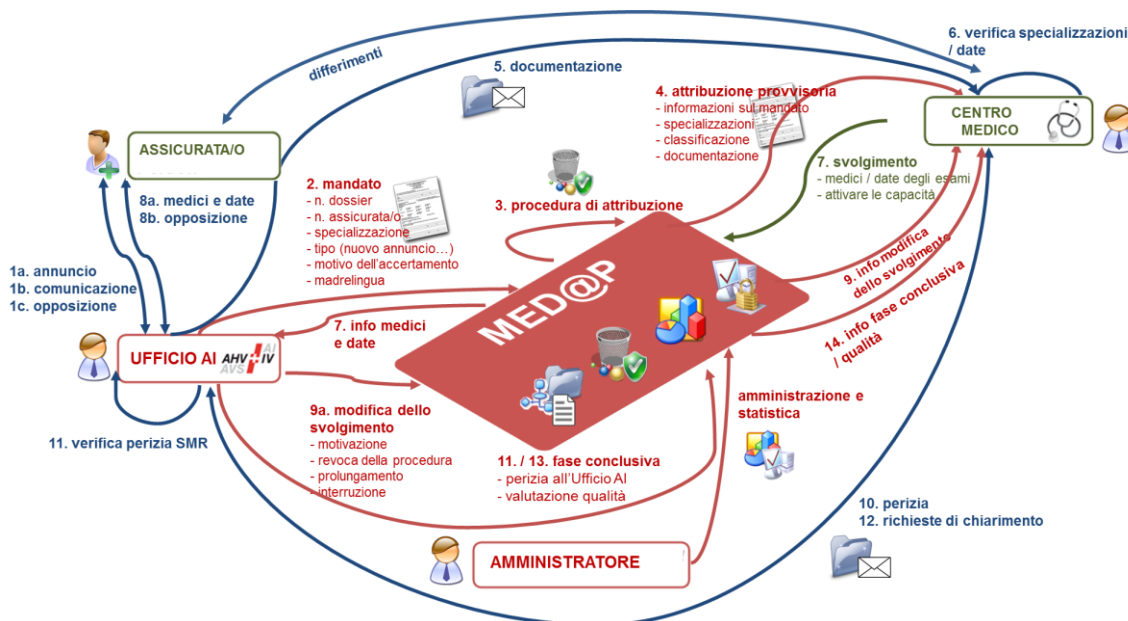 6. verifica specializzazioni
/ date
differimenti
5. documentazione
4. attribuzione provvisoria
- informazioni sul mandato
- specializzazioni
- classificazione
- documentazione
CENTRO
MEDICO
ASSICURATA/O
2. mandato
- n. dossier
- n. assicurata/o
- specializzazione
- tipo (nuovo annuncio…)
- motivo dell'accertamento
- madrelingua
8a. medici e date
8b. opposizione
3. procedura di attribuzione
7. svolgimento
- medici / date degli esami
- attivare le capacità
1a. annuncio
1b. comunicazione
1c. opposizione
MED@P
9. info modifica
dello svolgimento
14. info fase conclusiva
/ qualità
7. info medici
e date
UFFICIO AI
AHV
AVS
AI
IV
9a. modifica dello
svolgimento
- motivazione
- revoca della procedura
- prolungamento
- interruzione
11. verifica perizia SMR
amministrazione e
statistica
11. / 13. fase conclusiva
- perizia all'Ufficio AI
- valutazione qualità
10. perizia
12. richieste di chiarimento
AMMINISTRATORE